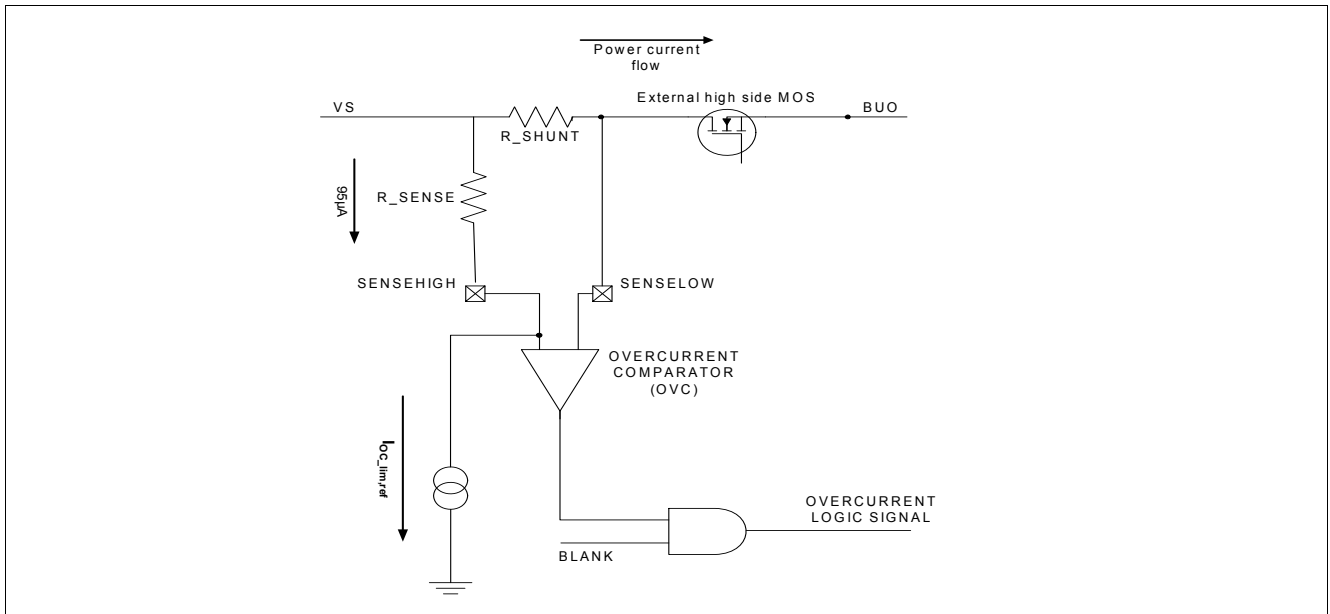 Power current
flow
External high side MOS
VS
BUO
R_SHUNT
R_SENSE
95µA
SENSEHIGH
SENSELOW
OVERCURRENT
COMPARATOR
(OVC)
IOC_lim,ref
OVERCURRENT
LOGIC SIGNAL
BLANK